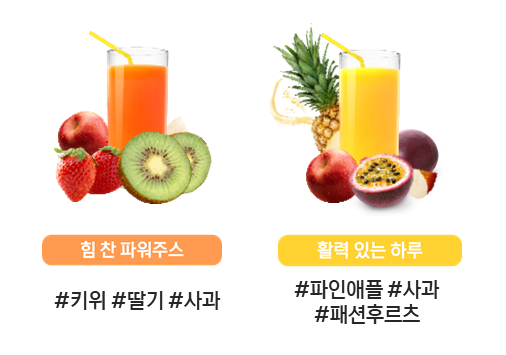 힘 찬 파워주스
#키위 #딸기 #사과
활력 있는 하루
#파인애플 #사과
#패션후르츠